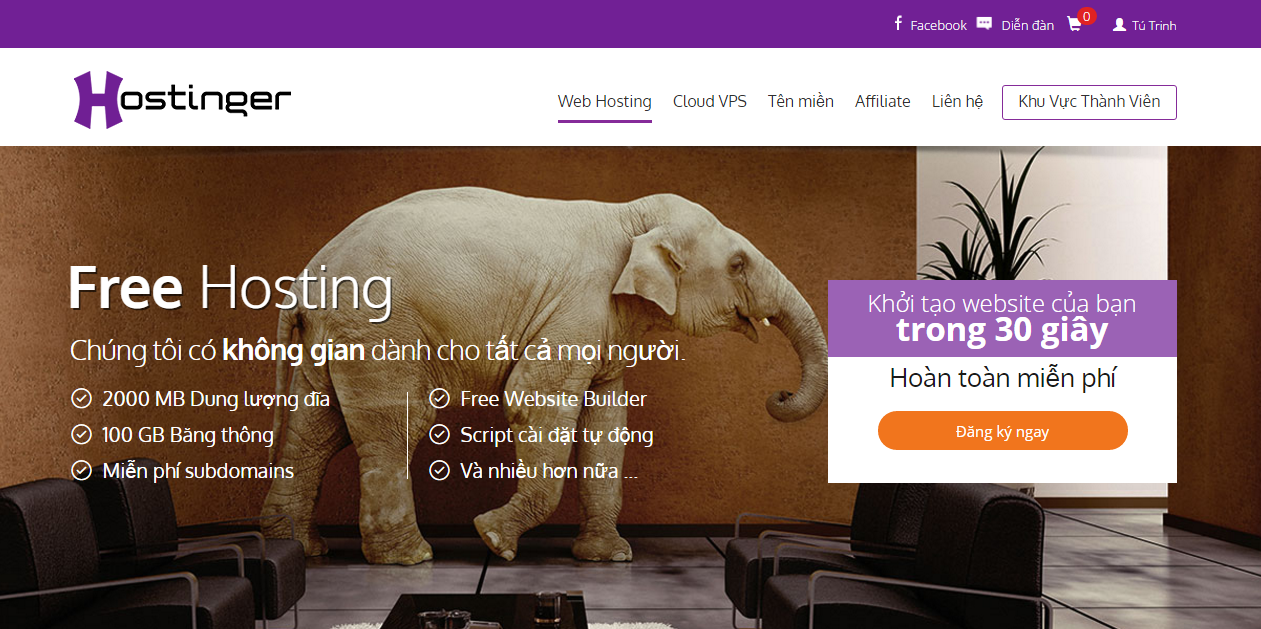 Facebook Diễn đàn 0 Tú Trinh
Hostinger
Web Hosting Cloud VPS Tên miền Affiliate Liên hệ Khu Vực Thành Viên
Free Hosting
Chúng tôi có không gian dành cho tất cả mọi người.
2000 MB Dung lượng đĩa
100 GB Băng thông
Miễn phí subdomains
Free Website Builder
Script cài đặt tự động
Và nhiều hơn nữa ...
Khởi tạo website của bạn
trong 30 giây
Hoàn toàn miễn phí
Đăng ký ngay